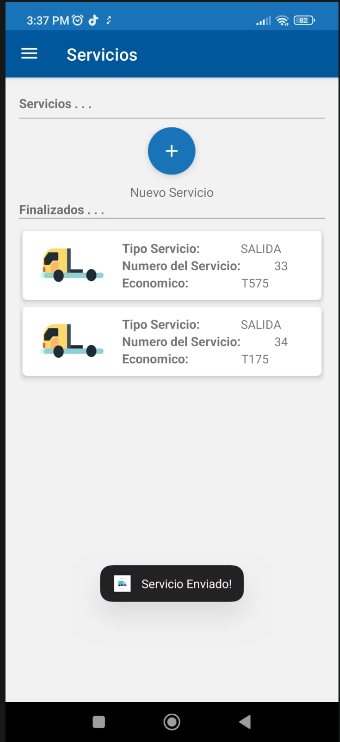 3:37 PM
82
Servicios
Servicios . . .
Nuevo Servicio
Finalizados . . .
Tipo Servicio: SALIDA
Numero del Servicio: 33
Economico: T575
Tipo Servicio: SALIDA
Numero del Servicio: 34
Economico: T175
Servicio Enviado!